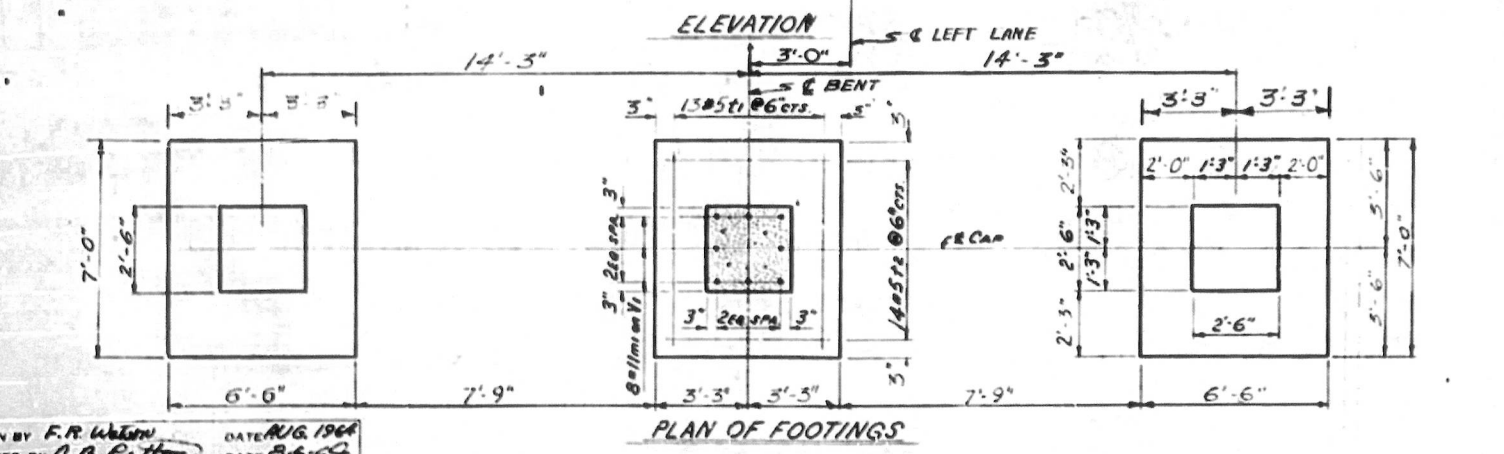 ELEVATION
℄ LEFT LANE
14'-3" 3'-0" 14'-3"
℄ BENT
3'-3" 3'-3" 3" 13#5t1 @6"CTS. 3" 3'-3" 3'-3"
2'-0" 1'-3" 1'-3" 2'-0"
7'-0"
2'-6"
3"
2 EQ SPA.
3"
3" 2 EQ SPA. 3"
3"
14#5t2 @6"CTS.
3"
℄ CAP
2'-3"
2'-6"
2'-3"
1'-3"
1'-3"
2'-6"
3'-6"
3'-6"
7'-0"
6'-6" 7'-9" 3'-3" 3'-3" 7'-9" 6'-6"
PLAN OF FOOTINGS
BY F.R. Watson DATE AUG. 1964